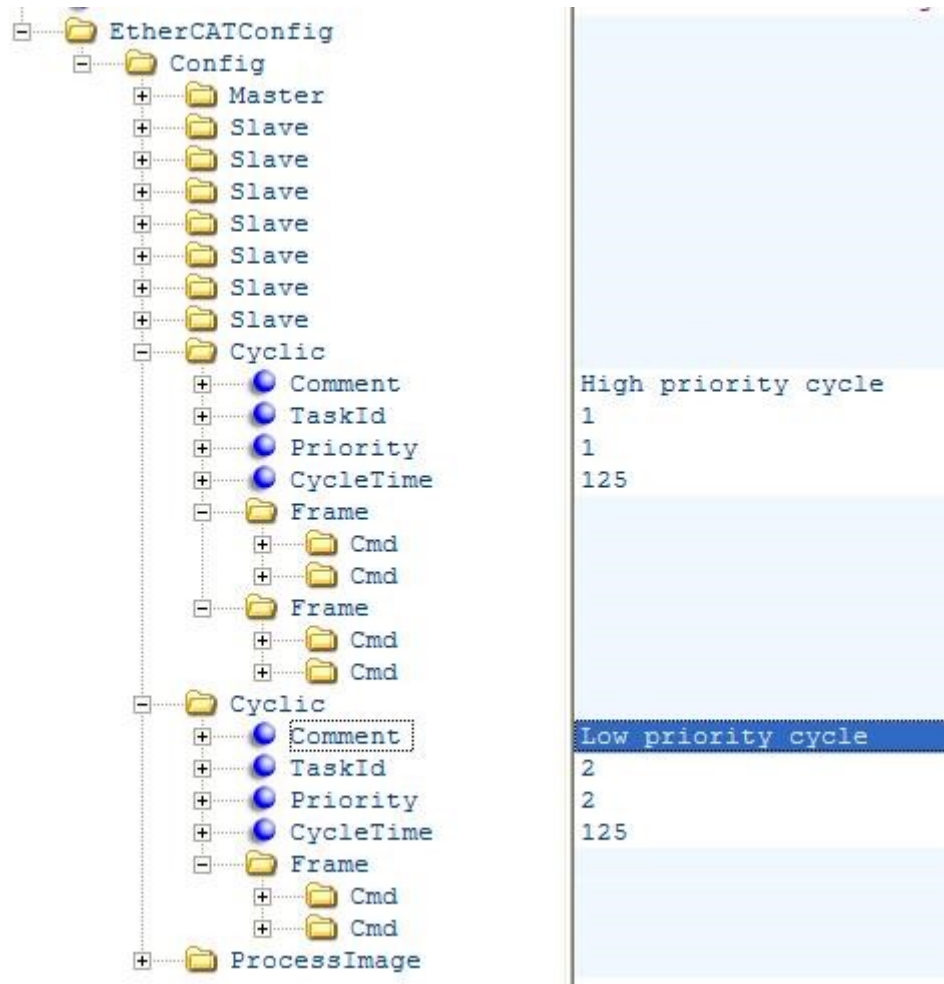 EtherCATConfig
Config
Master
Slave
Slave
Slave
Slave
Slave
Slave
Slave
Cyclic
Comment High priority cycle
TaskId 1
Priority 1
CycleTime 125
Frame
Cmd
Cmd
Frame
Cmd
Cmd
Cyclic
Comment Low priority cycle
TaskId 2
Priority 2
CycleTime 125
Frame
Cmd
Cmd
ProcessImage